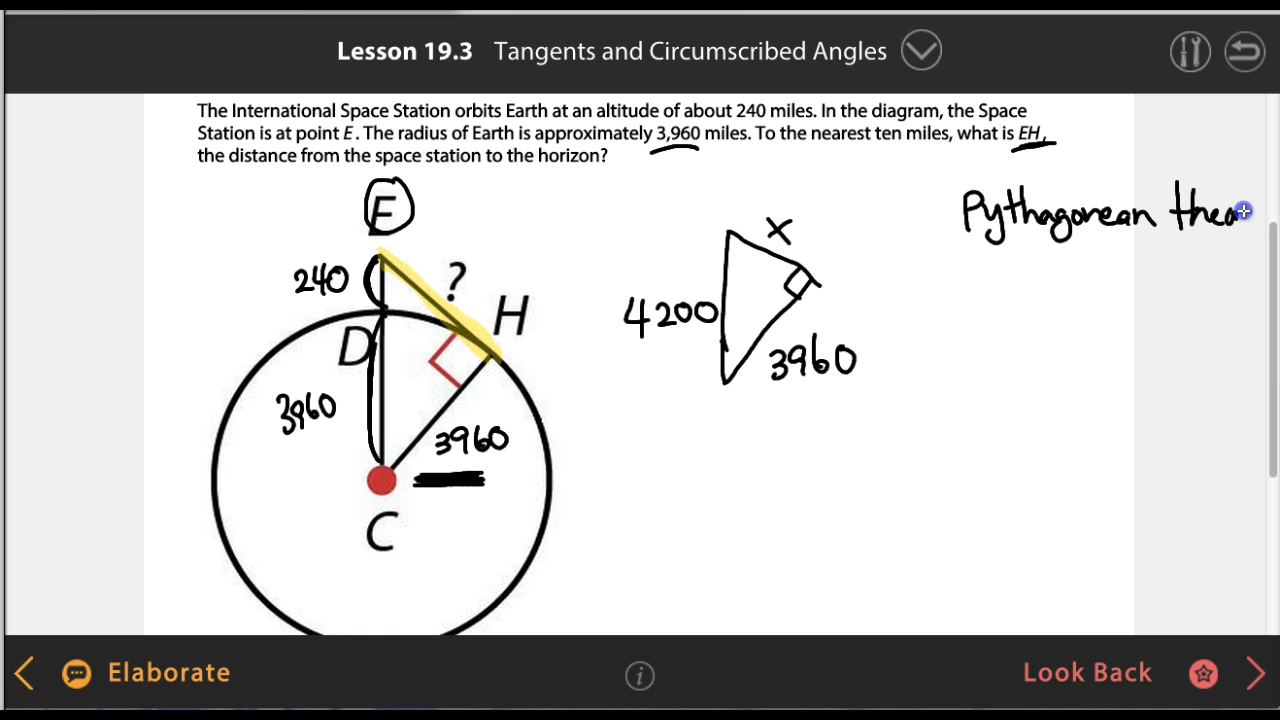 Lesson 19.3 Tangents and Circumscribed Angles
The International Space Station orbits Earth at an altitude of about 240 miles. In the diagram, the Space
Station is at point E. The radius of Earth is approximately 3,960 miles. To the nearest ten miles, what is EH,
the distance from the space station to the horizon?
Pythagorean theo
E
x
240
?
H
4200
D
3960
3960
3960
C
Elaborate
i
Look Back